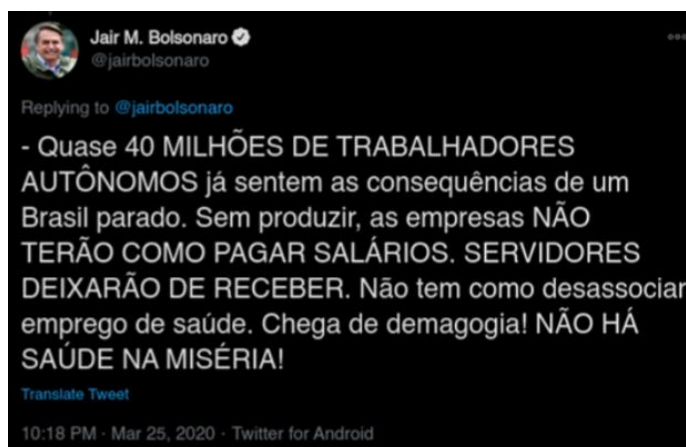 Jair M. Bolsonaro
@jairbolsonaro
Replying to @jairbolsonaro
- Quase 40 MILHÕES DE TRABALHADORES
AUTÔNOMOS já sentem as consequências de um
Brasil parado. Sem produzir, as empresas NÃO
TERÃO COMO PAGAR SALÁRIOS. SERVIDORES
DEIXARÃO DE RECEBER. Não tem como desassociar
emprego de saúde. Chega de demagogia! NÃO HÁ
SAÚDE NA MISÉRIA!
Translate Tweet
10:18 PM · Mar 25, 2020 · Twitter for Android